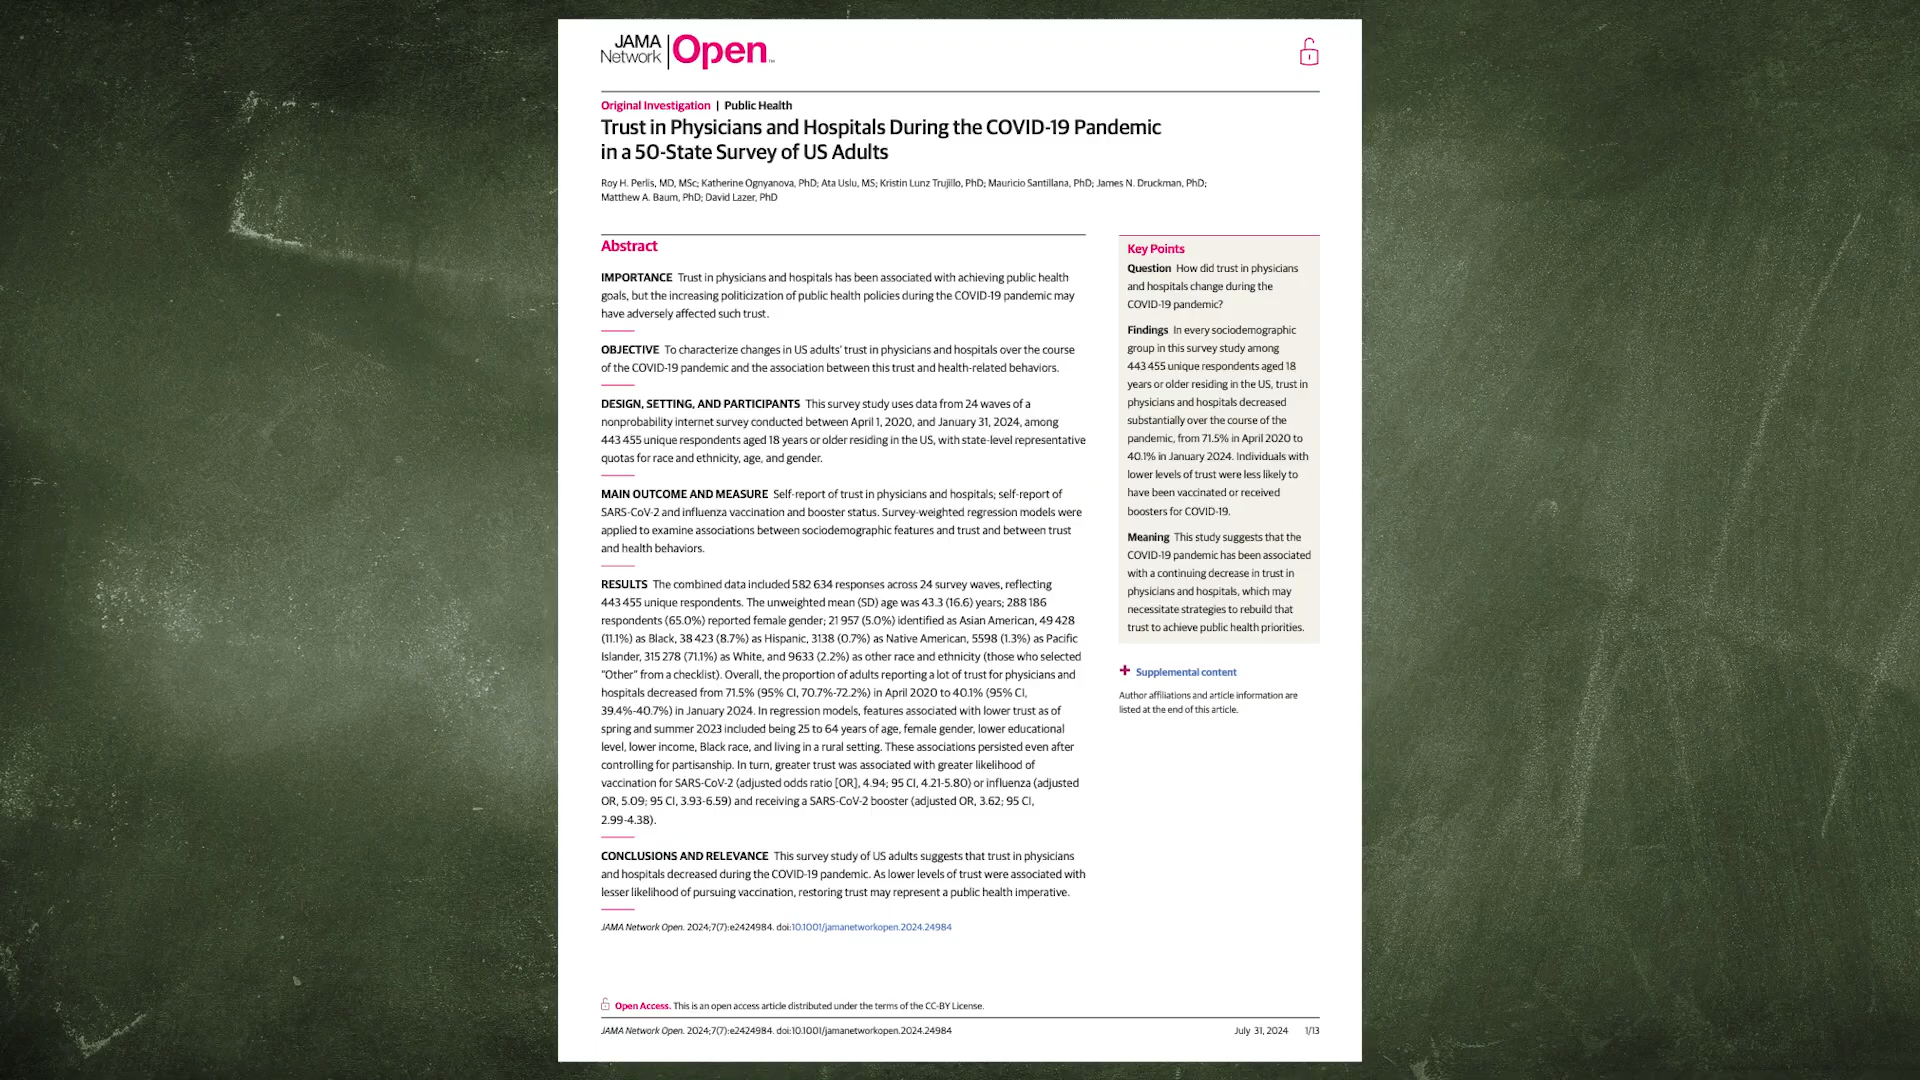 JAMA
Network
Open™
Original Investigation | Public Health
Trust in Physicians and Hospitals During the COVID-19 Pandemic
in a 50-State Survey of US Adults
Roy H. Perlis, MD, MSc; Katherine Ognyanova, PhD; Ata Uslu, MS; Kristin Lunz Trujillo, PhD; Mauricio Santillana, PhD; James N. Druckman, PhD;
Matthew A. Baum, PhD; David Lazer, PhD
Abstract
IMPORTANCE Trust in physicians and hospitals has been associated with achieving public health
goals, but the increasing politicization of public health policies during the COVID-19 pandemic may
have adversely affected such trust.
OBJECTIVE To characterize changes in US adults' trust in physicians and hospitals over the course
of the COVID-19 pandemic and the association between this trust and health-related behaviors.
DESIGN, SETTING, AND PARTICIPANTS This survey study uses data from 24 waves of a
nonprobability internet survey conducted between April 1, 2020, and January 31, 2024, among
443 455 unique respondents aged 18 years or older residing in the US, with state-level representative
quotas for race and ethnicity, age, and gender.
MAIN OUTCOME AND MEASURE Self-report of trust in physicians and hospitals; self-report of
SARS-CoV-2 and influenza vaccination and booster status. Survey-weighted regression models were
applied to examine associations between sociodemographic features and trust and between trust
and health behaviors.
RESULTS The combined data included 582 634 responses across 24 survey waves, reflecting
443 455 unique respondents. The unweighted mean (SD) age was 43.3 (16.6) years; 288 186
respondents (65.0%) reported female gender; 21 957 (5.0%) identified as Asian American, 49 428
(11.1%) as Black, 38 423 (8.7%) as Hispanic, 3138 (0.7%) as Native American, 5598 (1.3%) as Pacific
Islander, 315 278 (71.1%) as White, and 9633 (2.2%) as other race and ethnicity (those who selected
"Other" from a checklist). Overall, the proportion of adults reporting a lot of trust for physicians and
hospitals decreased from 71.5% (95% CI, 70.7%-72.2%) in April 2020 to 40.1% (95% CI,
39.4%-40.7%) in January 2024. In regression models, features associated with lower trust as of
spring and summer 2023 included being 25 to 64 years of age, female gender, lower educational
level, lower income, Black race, and living in a rural setting. These associations persisted even after
controlling for partisanship. In turn, greater trust was associated with greater likelihood of
vaccination for SARS-CoV-2 (adjusted odds ratio [OR], 4.94; 95 CI, 4.21-5.80) or influenza (adjusted
OR, 5.09; 95 CI, 3.93-6.59) and receiving a SARS-CoV-2 booster (adjusted OR, 3.62; 95 CI,
2.99-4.38).
CONCLUSIONS AND RELEVANCE This survey study of US adults suggests that trust in physicians
and hospitals decreased during the COVID-19 pandemic. As lower levels of trust were associated with
lesser likelihood of pursuing vaccination, restoring trust may represent a public health imperative.
JAMA Network Open. 2024;7(7):e2424984. doi:10.1001/jamanetworkopen.2024.24984
Key Points
Question How did trust in physicians
and hospitals change during the
COVID-19 pandemic?
Findings In every sociodemographic
group in this survey study among
443 455 unique respondents aged 18
years or older residing in the US, trust in
physicians and hospitals decreased
substantially over the course of the
pandemic, from 71.5% in April 2020 to
40.1% in January 2024. Individuals with
lower levels of trust were less likely to
have been vaccinated or received
boosters for COVID-19.
Meaning This study suggests that the
COVID-19 pandemic has been associated
with a continuing decrease in trust in
physicians and hospitals, which may
necessitate strategies to rebuild that
trust to achieve public health priorities.
+ Supplemental content
Author affiliations and article information are
listed at the end of this article.
Open Access. This is an open access article distributed under the terms of the CC-BY License.
JAMA Network Open. 2024;7(7):e2424984. doi:10.1001/jamanetworkopen.2024.24984
July 31, 2024 1/13